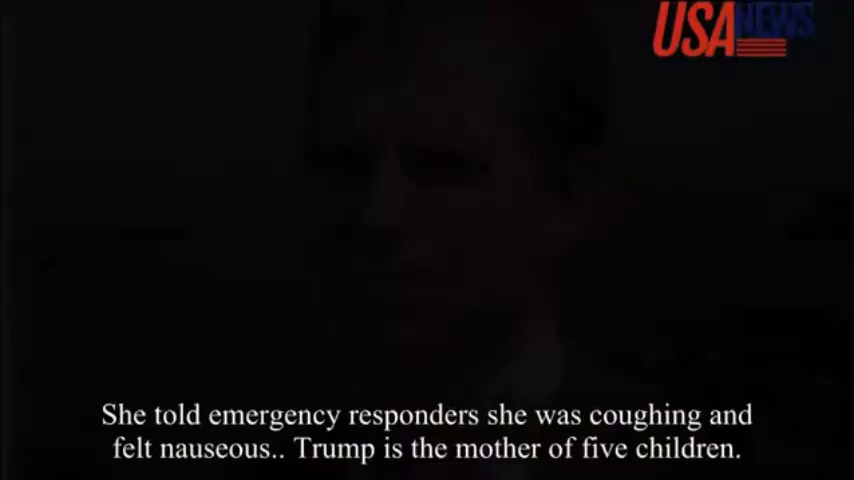 USA NEWS
She told emergency responders she was coughing and
felt nauseous.. Trump is the mother of five children.